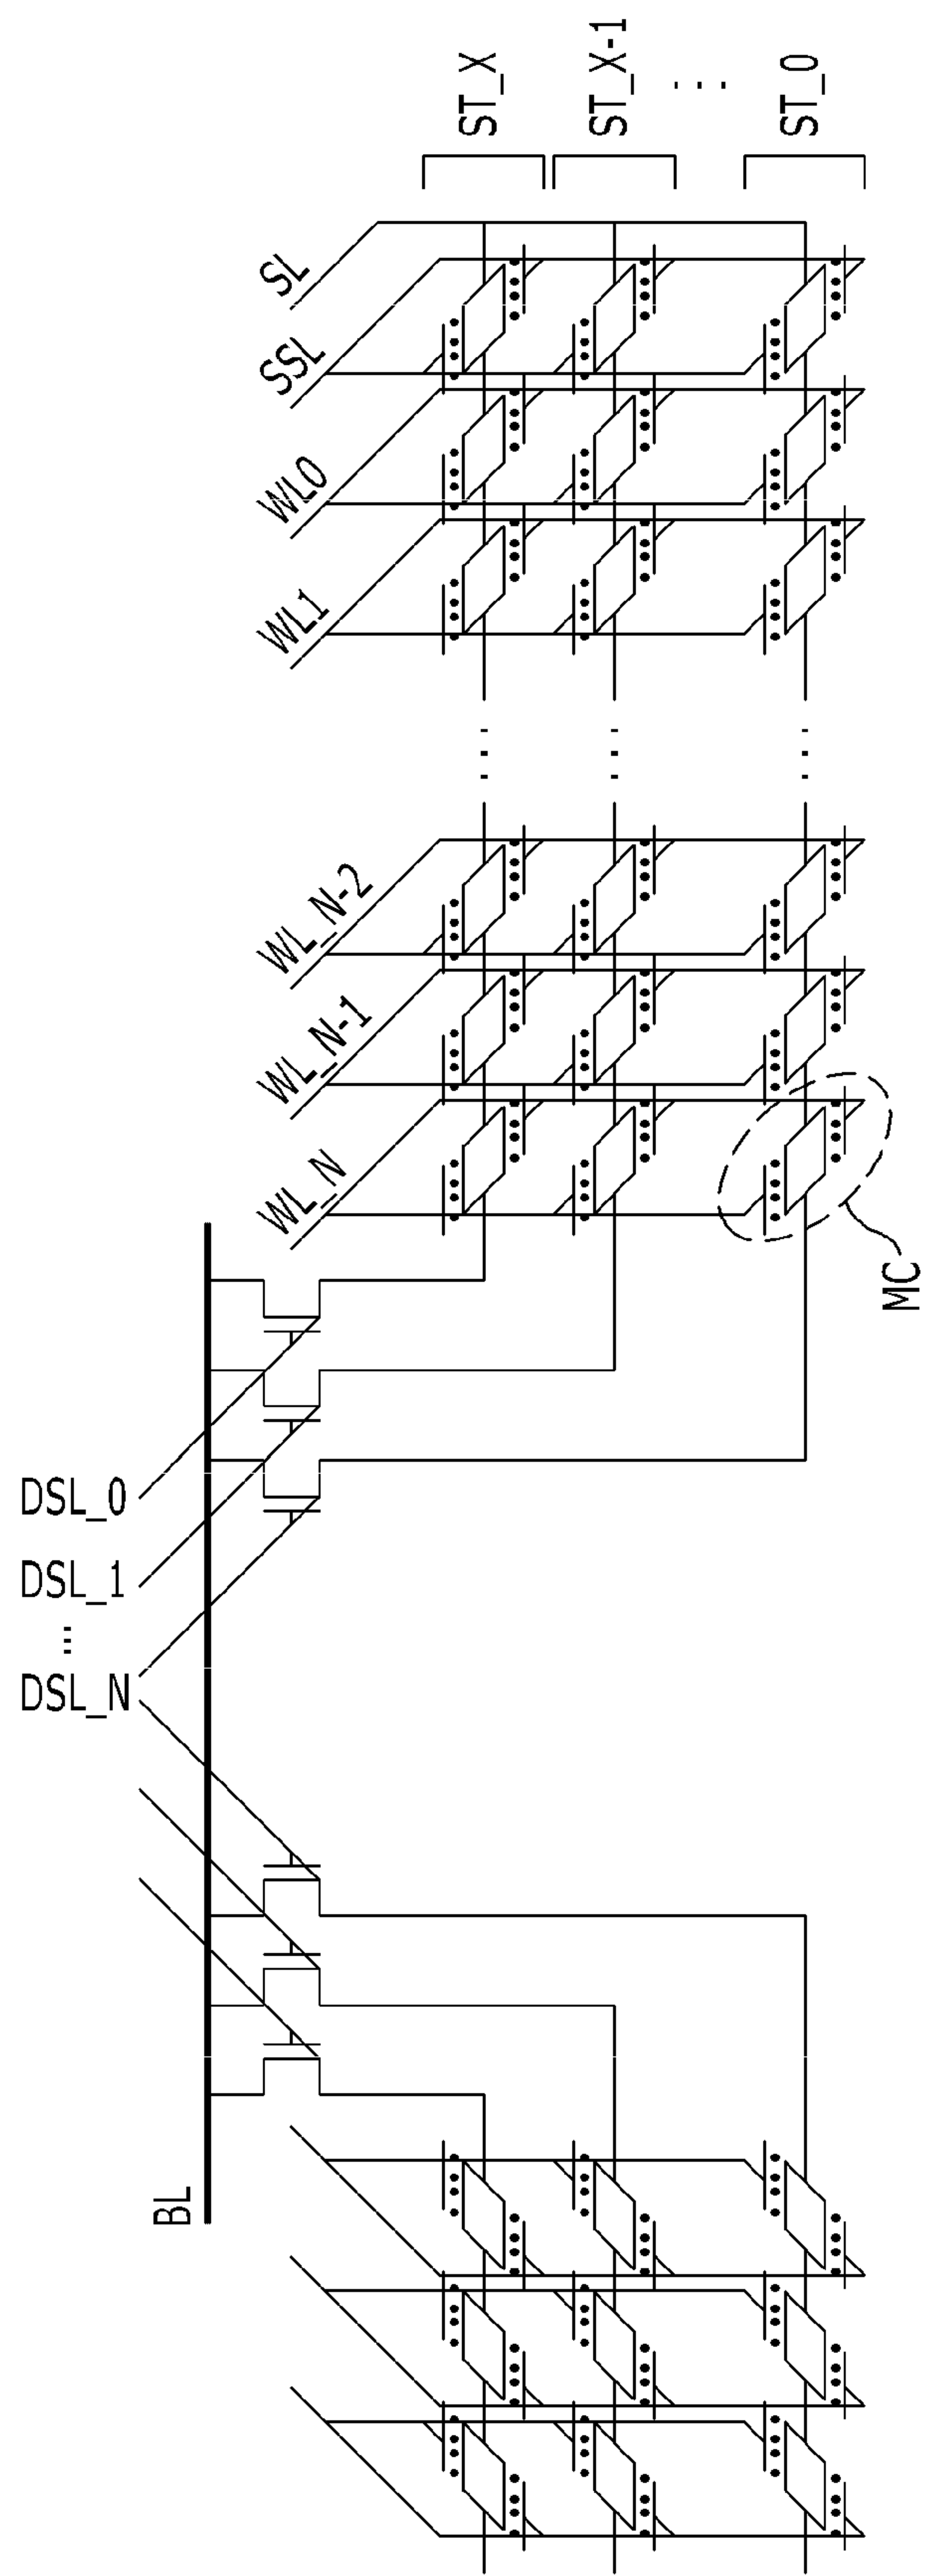 BL
DSL_0
DSL_1
...
DSL_N
WL_N
WL_N-1
WL_N-2
WL1
WL0
SSL
SL
ST_X
ST_X-1
...
ST_0
MC